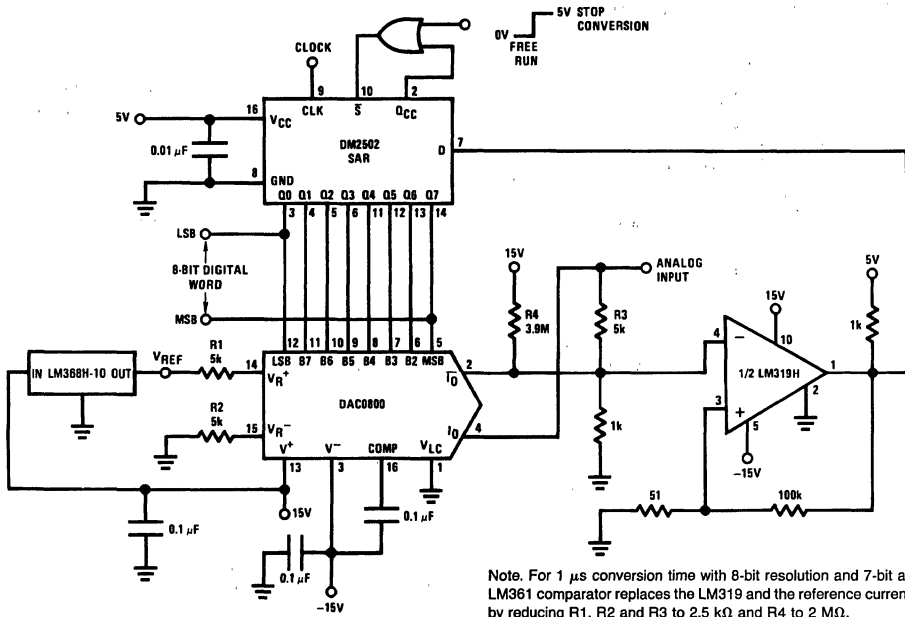 5V STOP
CONVERSION
0V
FREE
RUN
CLOCK
9
10
2
CLK
S̅
QCC
16
5V
VCC
DM2502
SAR
D
7
0.01 µF
8
GND
Q0 Q1 Q2 Q3 Q4 Q5 Q6 Q7
3 4 5 6 11 12 13 14
LSB
8-BIT DIGITAL
WORD
MSB
15V
R4
3.9M
ANALOG
INPUT
R3
5k
5V
1k
15V
10
4
−
1/2 LM319H
1
2
3
+
5
−15V
12 11 10 9 8 7 6 5
LSB B7 B6 B5 B4 B3 B2 MSB
IN LM368H-10 OUT
VREF
R1
5k
14
VR+
DAC0800
I̅O̅
2
IO
4
R2
5k
15
VR−
V+
V−
COMP
VLC
13
3
16
1
1k
51
100k
0.1 µF
15V
0.1 µF
0.1 µF
−15V
Note. For 1 µs conversion time with 8-bit resolution and 7-bit a
LM361 comparator replaces the LM319 and the reference curren
by reducing R1, R2 and R3 to 2.5 kΩ and R4 to 2 MΩ.